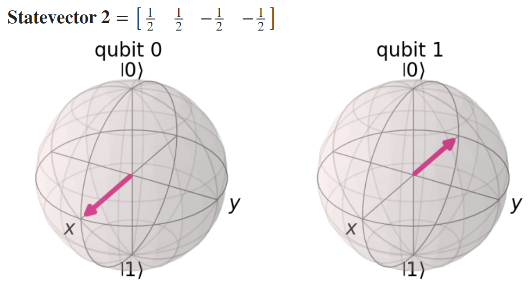 Statevector 2 = [½ ½ −½ −½]
qubit 0 qubit 1
|0⟩ |0⟩
y y
x x
|1⟩ |1⟩